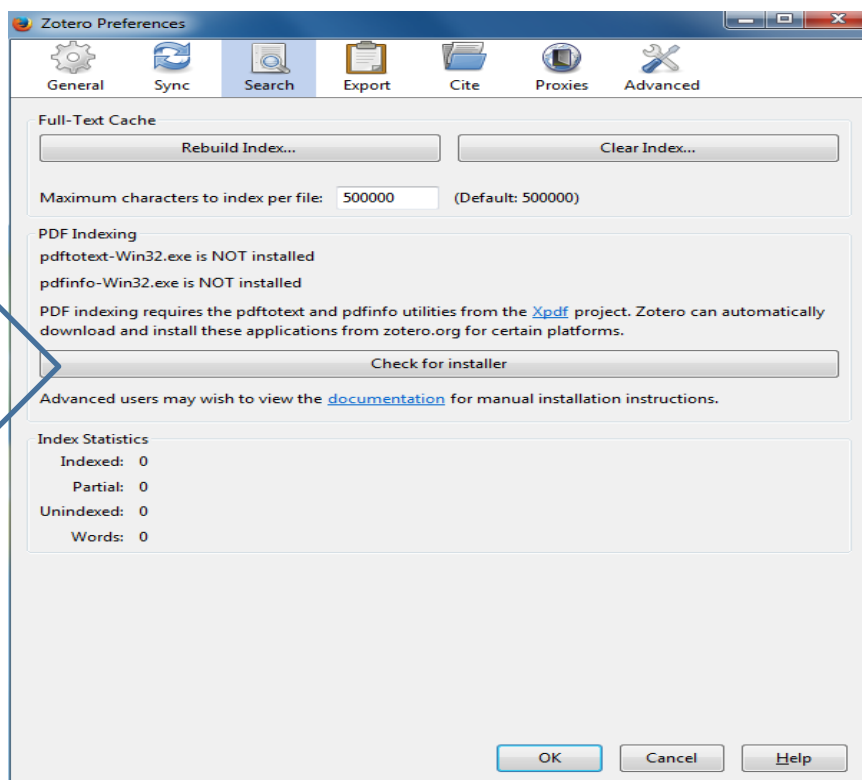 Zotero Preferences
General Sync Search Export Cite Proxies Advanced
Full-Text Cache
Rebuild Index... Clear Index...
Maximum characters to index per file: 500000 (Default: 500000)
PDF Indexing
pdftotext-Win32.exe is NOT installed
pdfinfo-Win32.exe is NOT installed
PDF indexing requires the pdftotext and pdfinfo utilities from the Xpdf project. Zotero can automatically
download and install these applications from zotero.org for certain platforms.
Check for installer
Advanced users may wish to view the documentation for manual installation instructions.
Index Statistics
Indexed: 0
Partial: 0
Unindexed: 0
Words: 0
OK Cancel Help